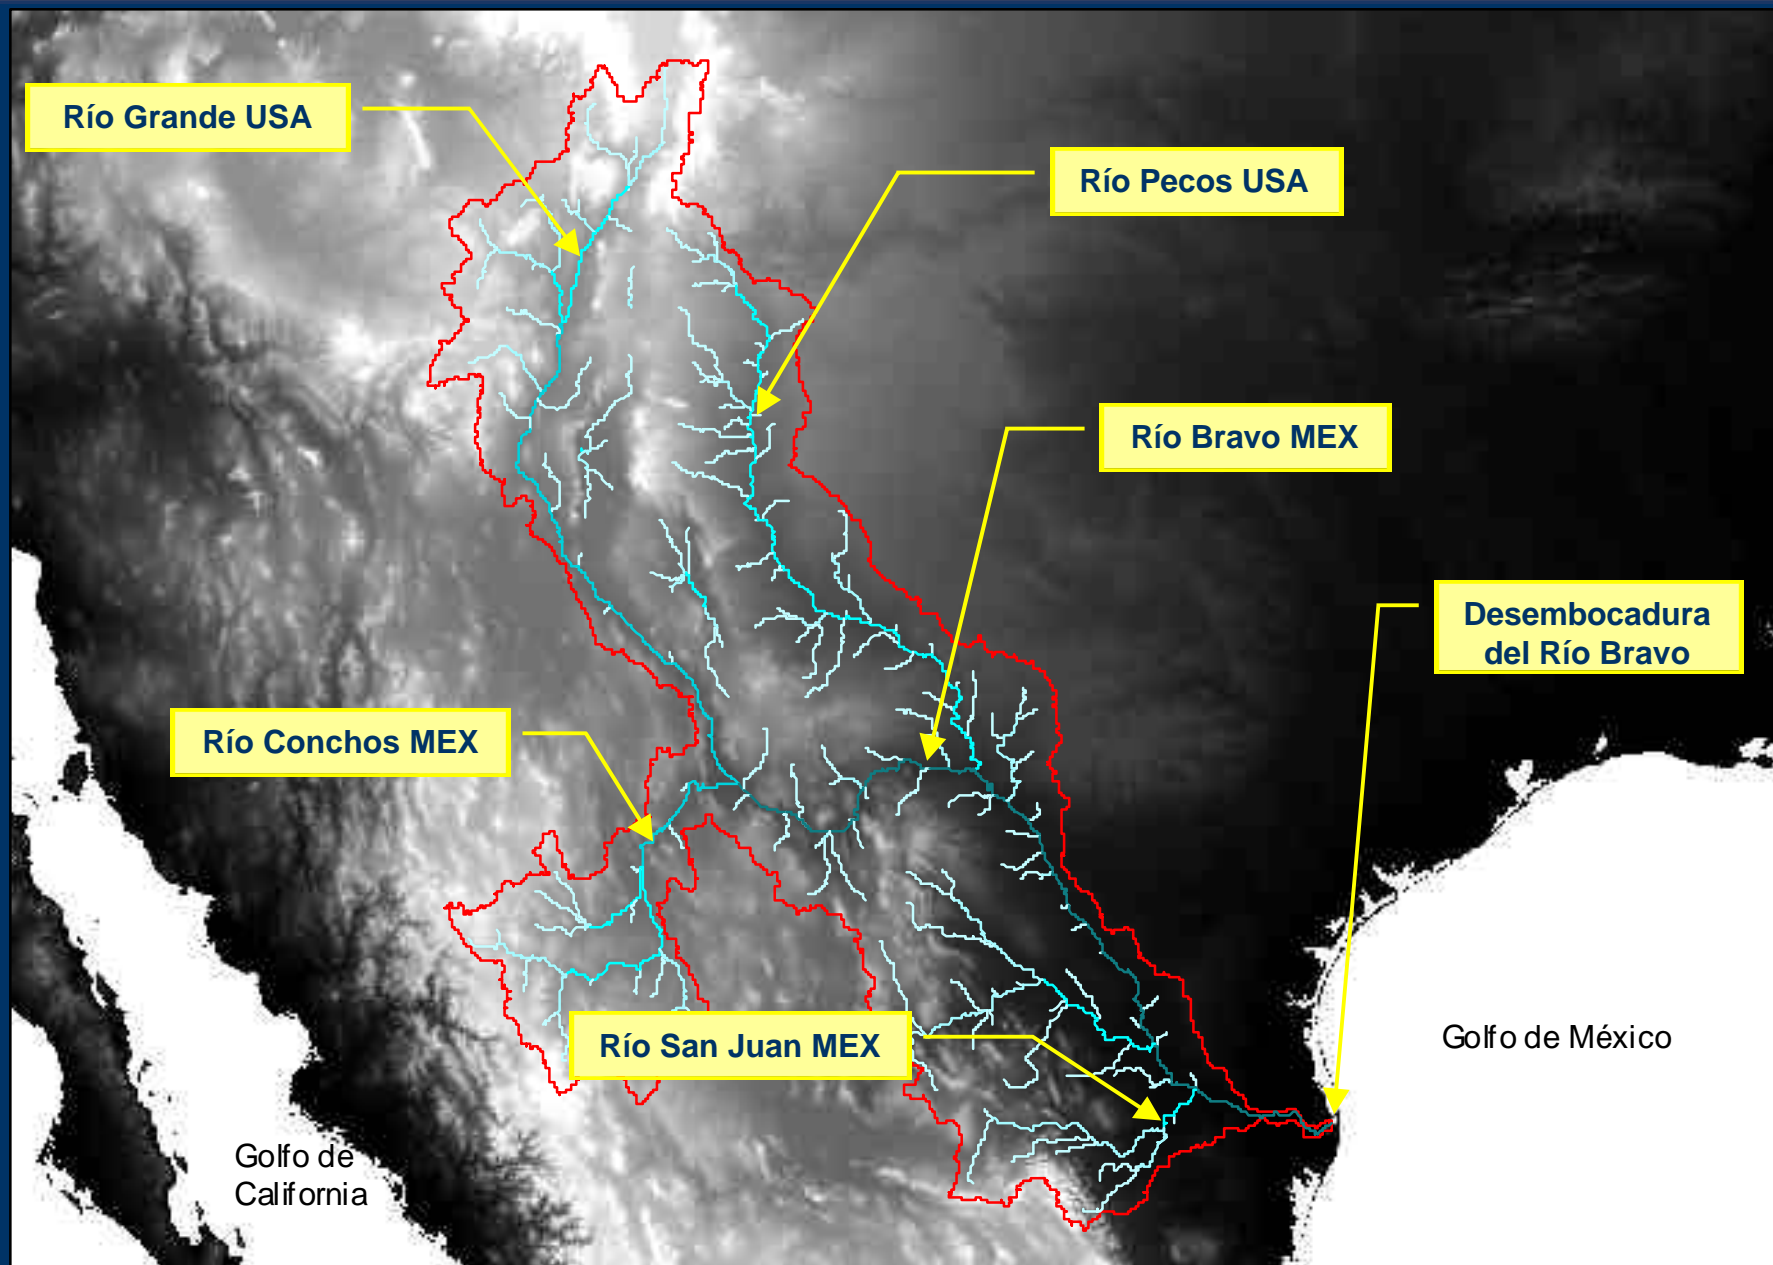 Río Grande USA
Río Pecos USA
Río Bravo MEX
Desembocadura
del Río Bravo
Río Conchos MEX
Río San Juan MEX
Golfo de México
Golfo de
California